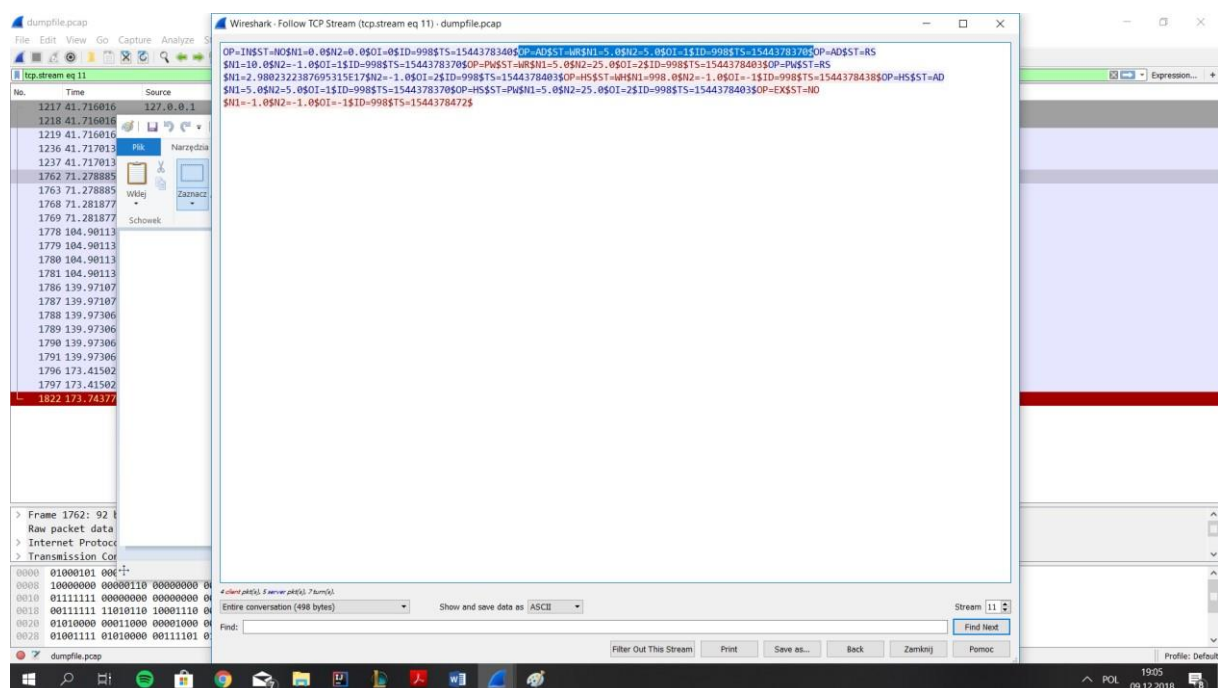 dumpfile.pcap
File Edit View Go Capture Analyze
tcp.stream eq 11
Expression... +
No. Time Source
1217 41.716016 127.0.0.1
1218 41.716016
1219 41.716016
1236 41.717013
1237 41.717013
1762 71.278885
1763 71.278885
1768 71.281877
1769 71.281877
1778 104.90113
1779 104.90113
1780 104.90113
1781 104.90113
1786 139.97107
1787 139.97107
1788 139.97306
1789 139.97306
1790 139.97306
1791 139.97306
1796 173.41502
1797 173.41502
1822 173.74377
Plik Narzędzia
Wklej Zaznacz
Schowek
Wireshark · Follow TCP Stream (tcp.stream eq 11) · dumpfile.pcap
OP=IN$ST=NO$N1=0.0$N2=0.0$OI=0$ID=998$TS=1544378340$OP=AD$ST=WR$N1=5.0$N2=5.0$OI=1$ID=998$TS=1544378370$OP=AD$ST=RS
$N1=10.0$N2=-1.0$OI=1$ID=998$TS=1544378370$OP=PW$ST=WR$N1=5.0$N2=25.0$OI=2$ID=998$TS=1544378403$OP=PW$ST=RS
$N1=2.9802322387695315E17$N2=-1.0$OI=2$ID=998$TS=1544378403$OP=HS$ST=WH$N1=998.0$N2=-1.0$OI=-1$ID=998$TS=1544378438$OP=HS$ST=AD
$N1=5.0$N2=5.0$OI=1$ID=998$TS=1544378370$OP=HS$ST=PW$N1=5.0$N2=25.0$OI=2$ID=998$TS=1544378403$OP=EX$ST=NO
$N1=-1.0$N2=-1.0$OI=-1$ID=998$TS=1544378472$
4 client pkt(s), 5 server pkt(s), 7 turn(s).
Entire conversation (498 bytes) Show and save data as ASCII Stream 11
Find: Find Next
Filter Out This Stream Print Save as... Back Zamknij Pomoc
Frame 1762: 92
Raw packet data
Internet
Transmission
0000 01000101
0008 10000000 00000110 00000000
0010 01111111 00000000 00000000
0018 00111111 11010110 10001110
0020 01010000 00011000 00001000
0028 01001111 01010000 00111101
dumpfile.pcap
Profile: Default
POL
19:05
09.12.2018